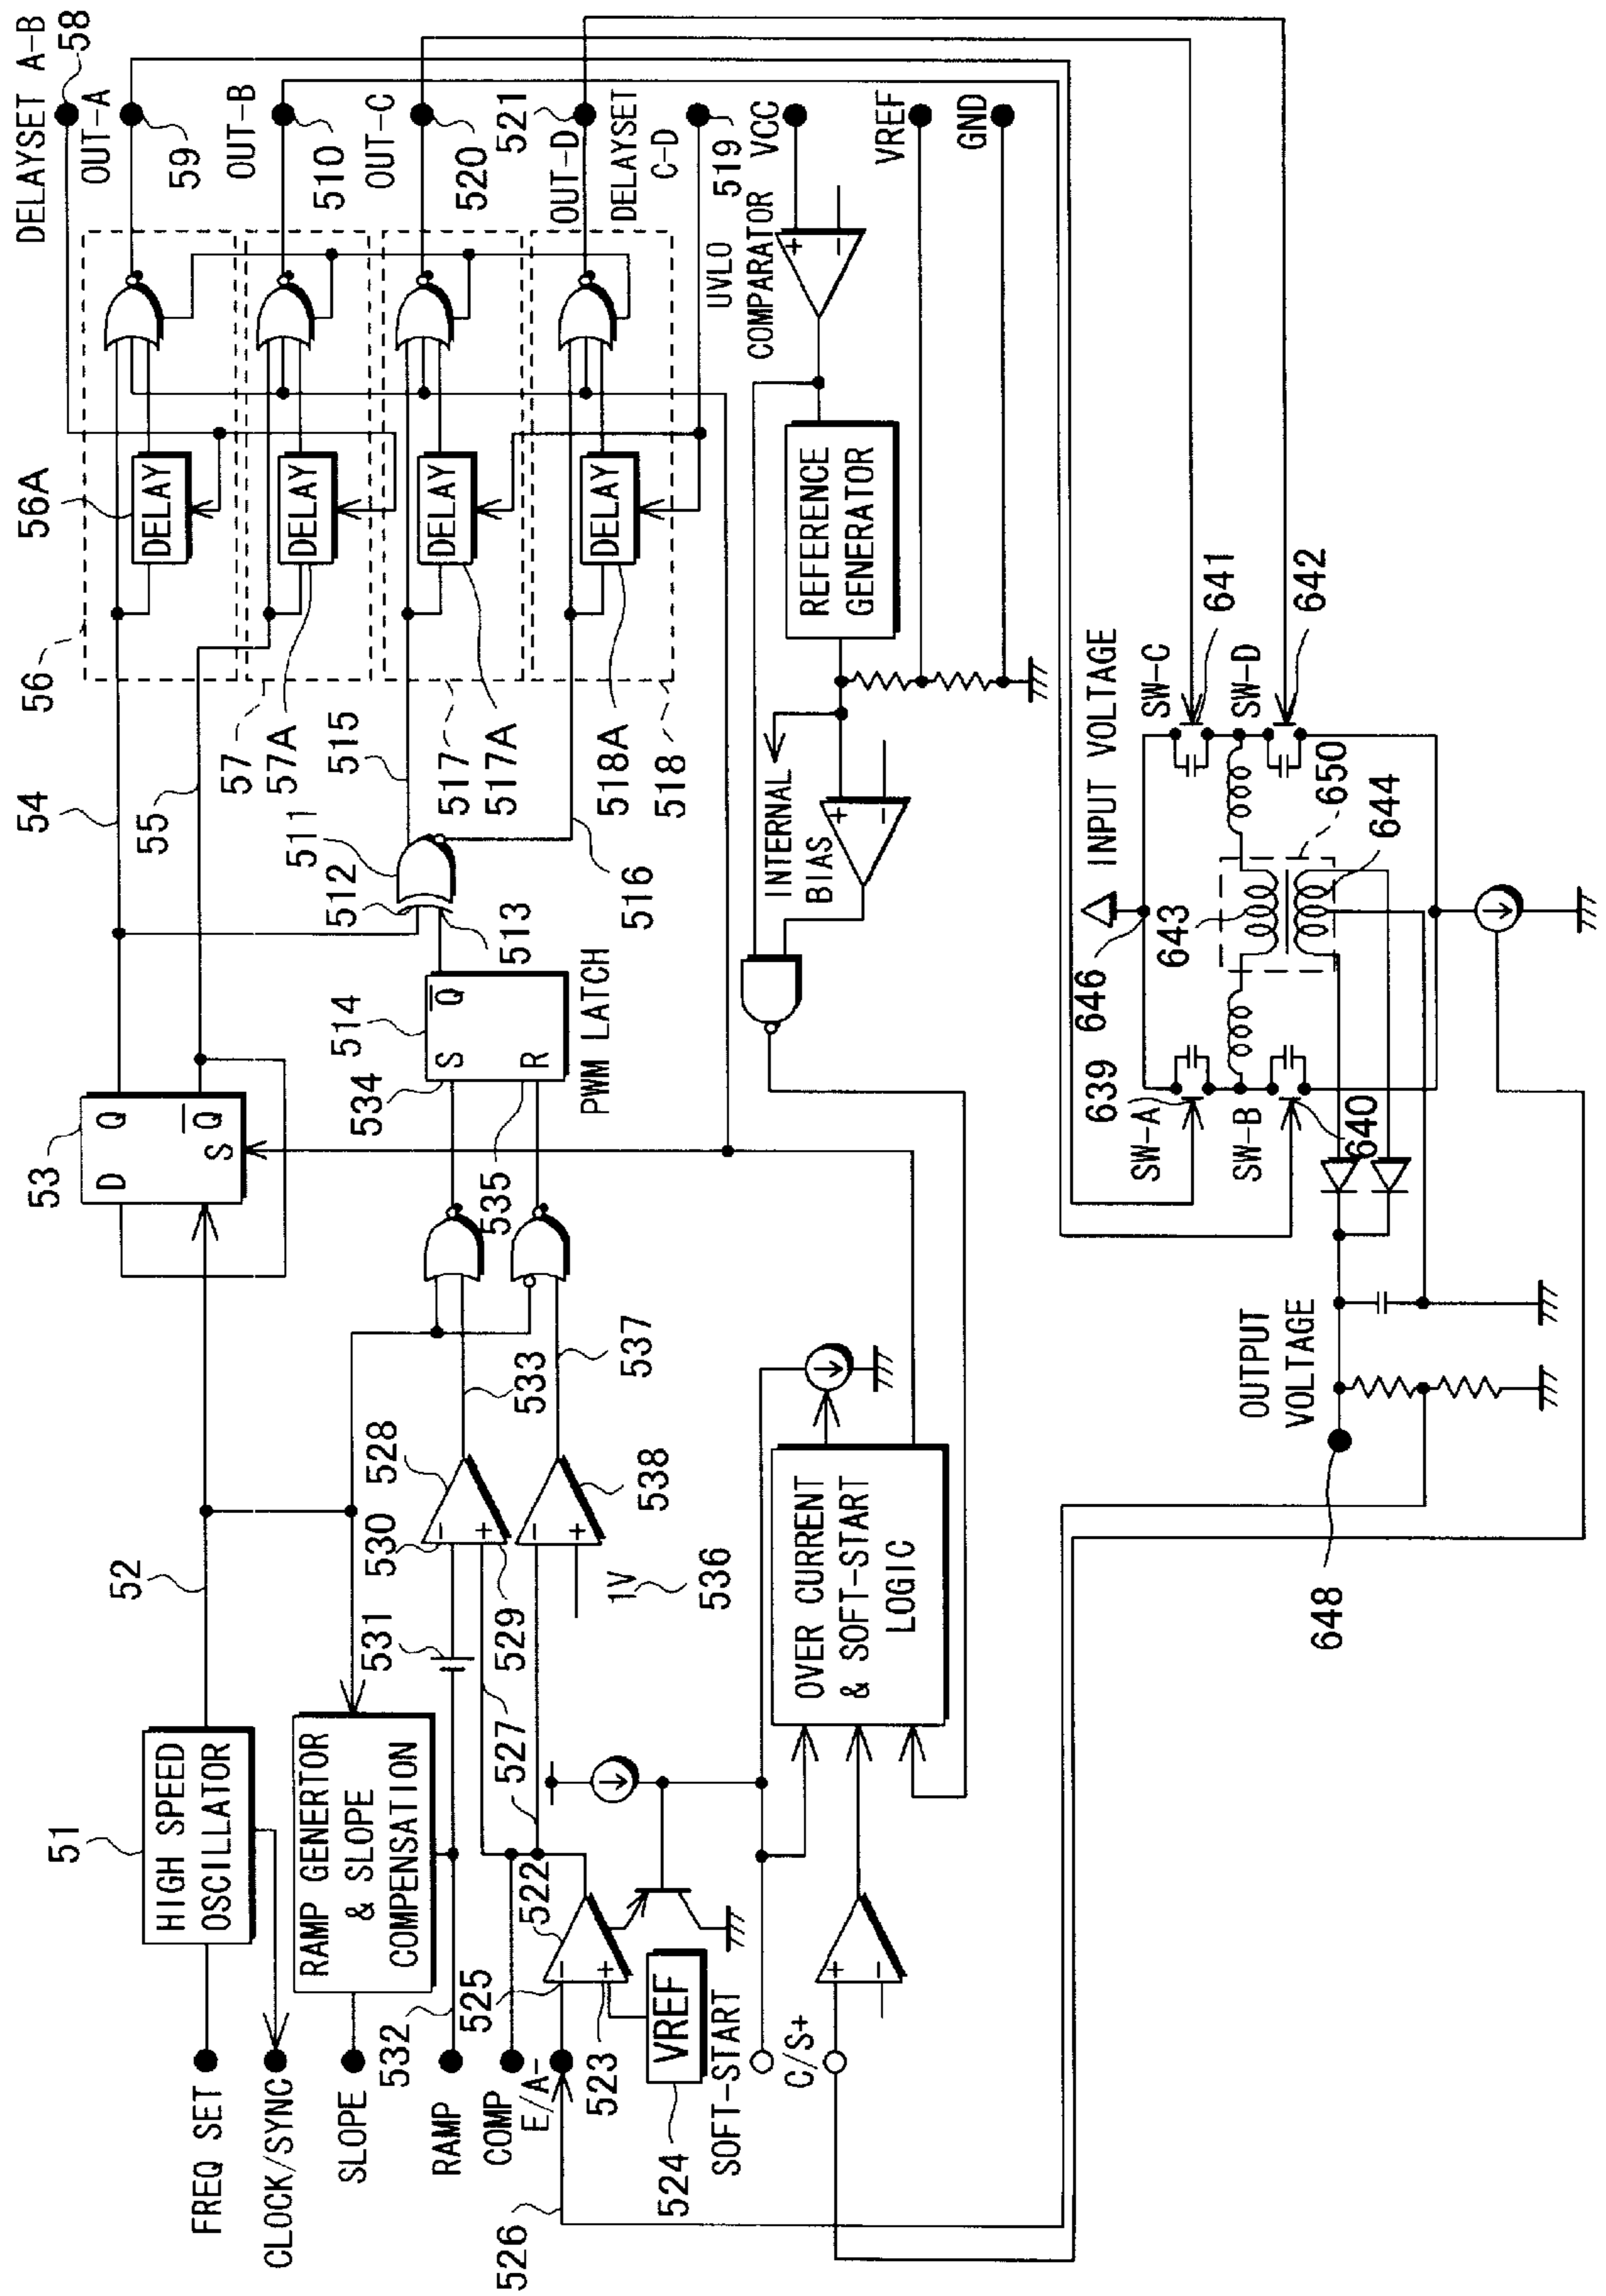 FREQ SET
CLOCK/SYNC
SLOPE
RAMP
COMP
E/A-
SOFT-START
C/S+
51
HIGH SPEED
OSCILLATOR
52
RAMP GENERTOR
& SLOPE
COMPENSATION
532
525
522
523
VREF
524
526
531
530
-
+
529
527
528
533
-
+
538
537
1V
536
-
+
+
-
OVER CURRENT
& SOFT-START
LOGIC
53
D
Q
Q
S
54
55
534
535
514
S
R
Q
PWM LATCH
511
512
513
515
516
56
56A
DELAY
57
57A
DELAY
517
517A
DELAY
518A
518
DELAY
DELAYSET A-B
58
OUT-A
59
OUT-B
510
OUT-C
520
521
OUT-D
DELAYSET
C-D
519
VCC
VREF
GND
UVLO
COMPARATOR
+
-
REFERENCE
GENERATOR
INTERNAL
BIAS
+
-
INPUT VOLTAGE
646
SW-A
639
SW-B
640
SW-C
641
SW-D
642
643
650
644
OUTPUT
VOLTAGE
648